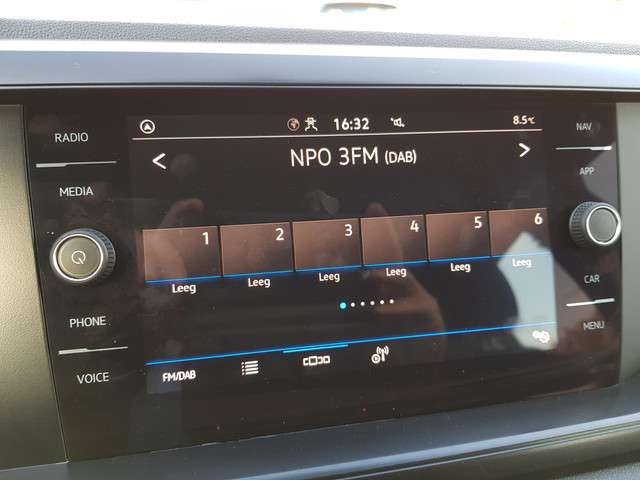 RADIO
MEDIA
PHONE
VOICE
16:32
8.5°C
NPO 3FM (DAB)
1 2 3 4 5 6
Leeg Leeg Leeg Leeg Leeg Leeg
FM/DAB
NAV
APP
CAR
MENU